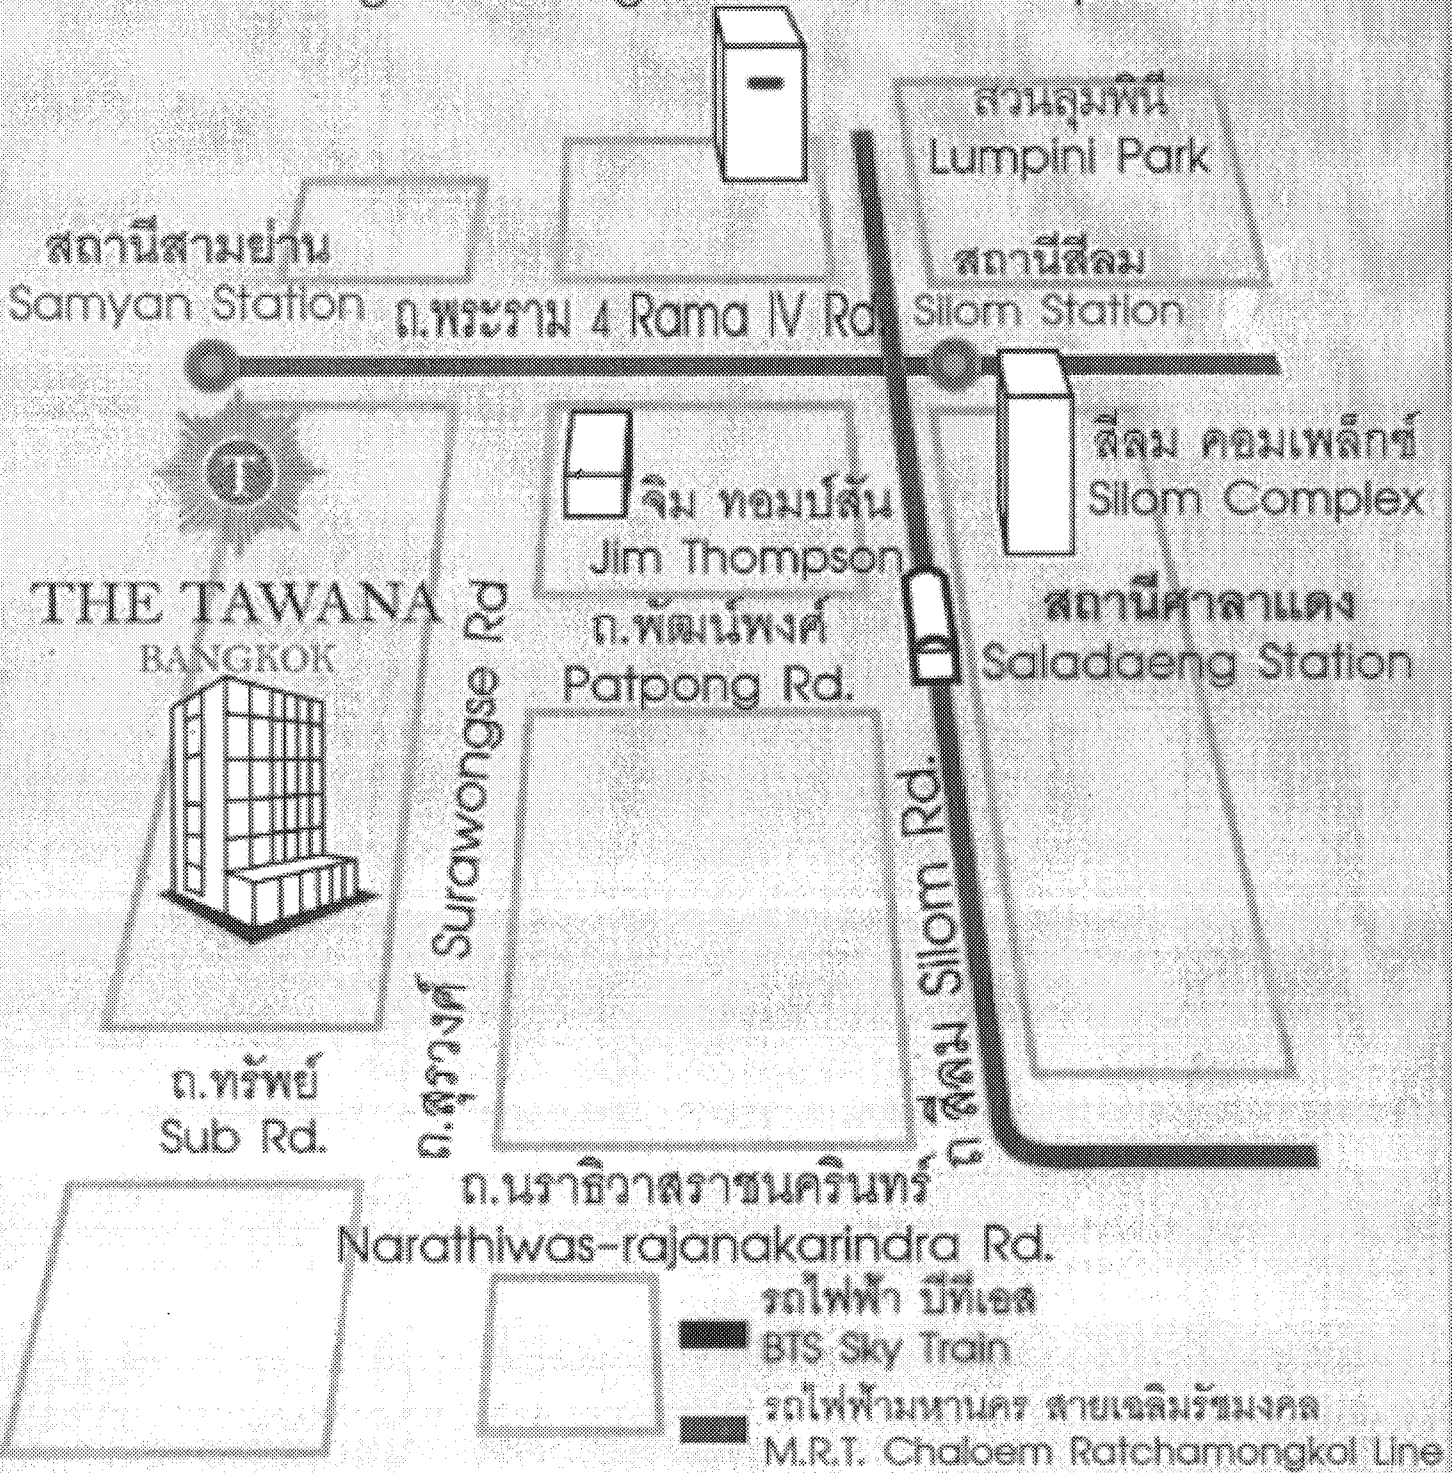 สวนลุมพินี
Lumpini Park
สถานีสามย่าน
Samyan Station
ถ.พระราม 4 Rama IV Rd
สถานีสีลม
Silom Station
T
THE TAWANA
BANGKOK
จิม ทอมป์สัน
Jim Thompson
สีลม คอมเพล็กซ์
Silom Complex
ถ.พัฒน์พงศ์
Patpong Rd.
สถานีศาลาแดง
Saladaeng Station
ถ.สุรวงศ์ Surawongse Rd
ถ สีลม Silom Rd.
ถ.ทรัพย์
Sub Rd.
ถ.นราธิวาสราชนครินทร์
Narathiwas-rajanakarindra Rd.
รถไฟฟ้า บีทีเอส
BTS Sky Train
รถไฟฟ้ามหานคร สายเฉลิมรัชมงคล
M.R.T. Chaloem Ratchamongkol Line